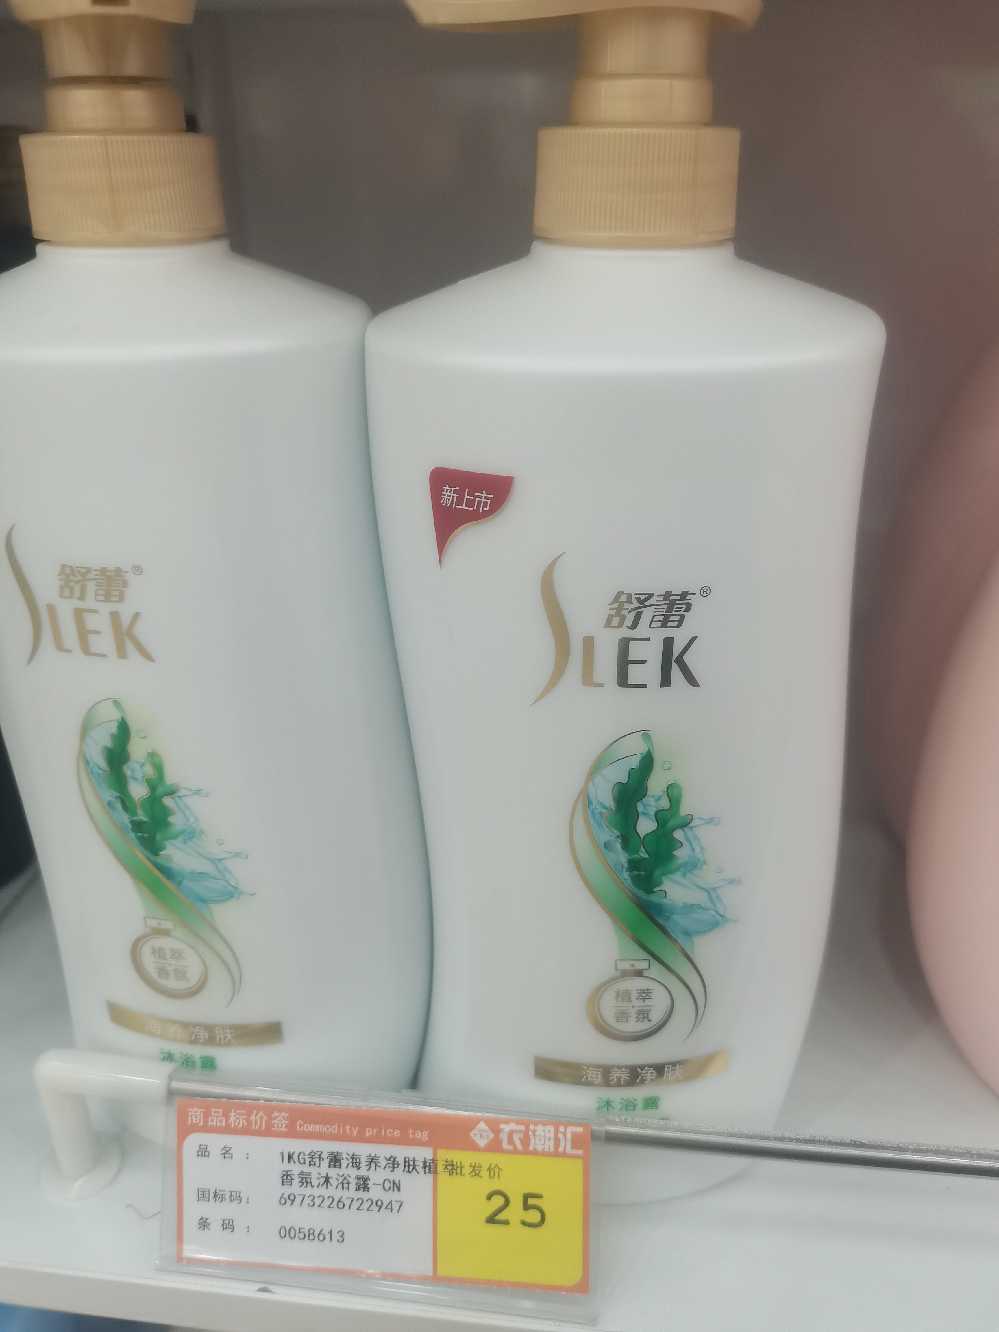 舒蕾®
SLEK
植萃
香氛
海养净肤
沐浴露
新上市
舒蕾®
SLEK
植萃
香氛
海养净肤
沐浴露
商品标价签 Commodity price tag 衣潮汇
品名： 1KG舒蕾海养净肤植萃
香氛沐浴露-CN
国标码： 6973226722947
条码： 0058613
批发价
25